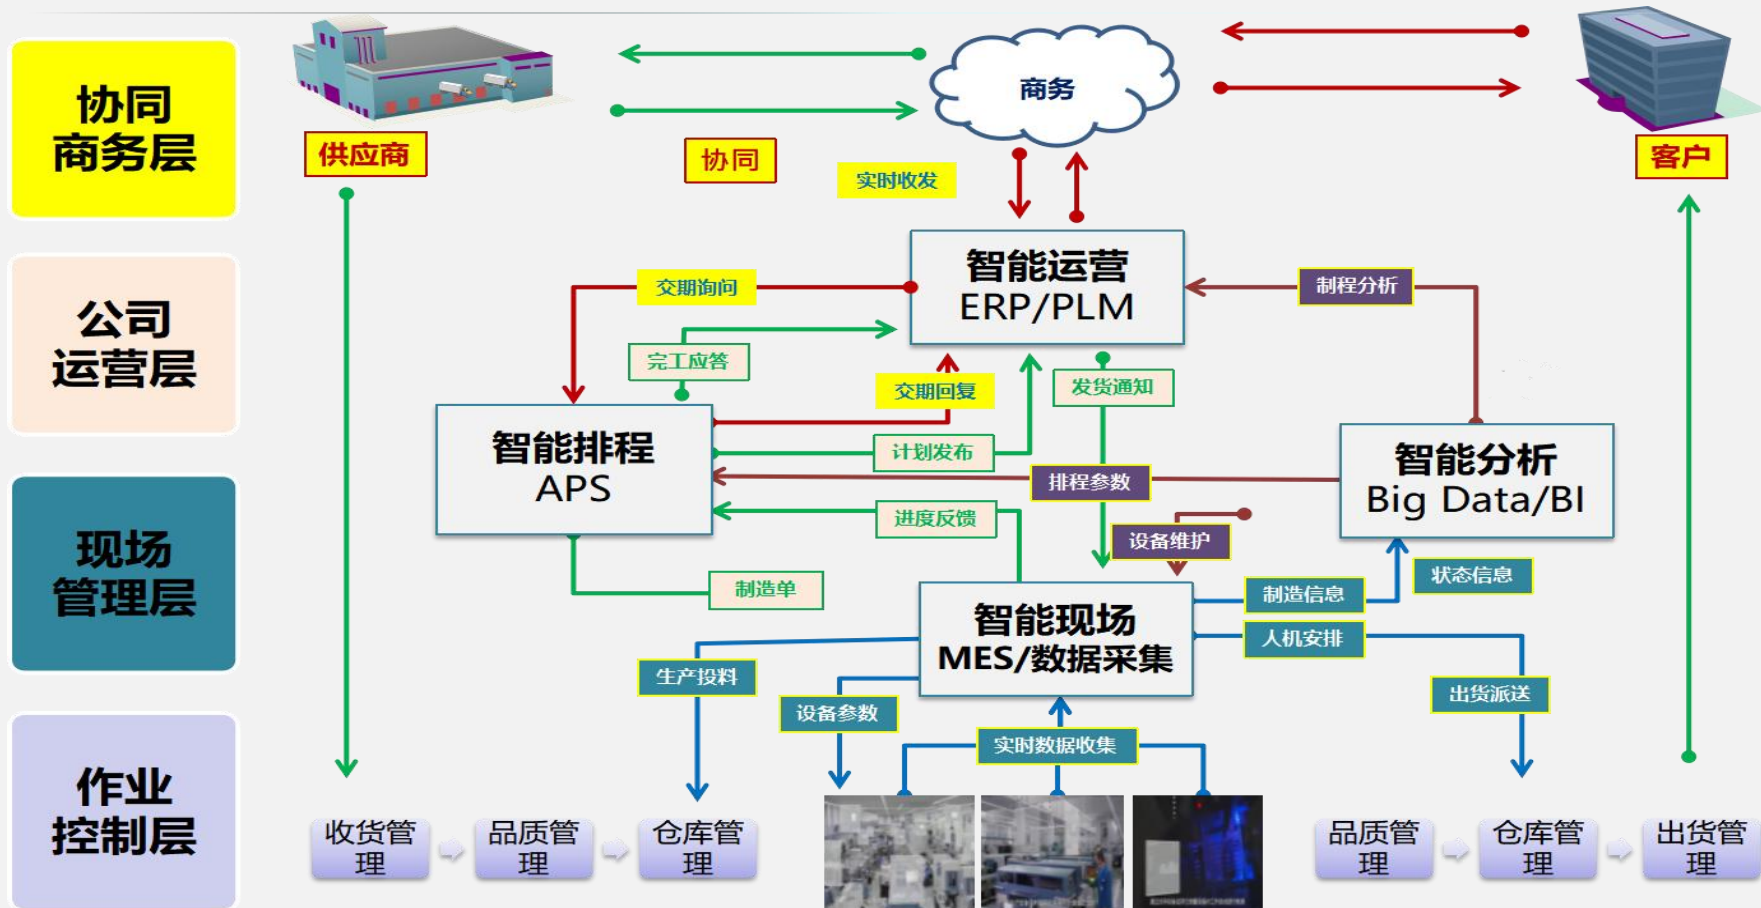 协同
商务层
供应商
协同
商务
客户
实时收发
公司
运营层
智能运营
ERP/PLM
交期询问
制程分析
完工应答
交期回复
发货通知
智能排程
APS
计划发布
排程参数
智能分析
Big Data/BI
现场
管理层
进度反馈
设备维护
制造单
智能现场
MES/数据采集
制造信息
状态信息
人机安排
生产投料
设备参数
出货派送
实时数据收集
作业
控制层
收货管
理
品质管
理
仓库管
理
品质管
理
仓库管
理
出货管
理